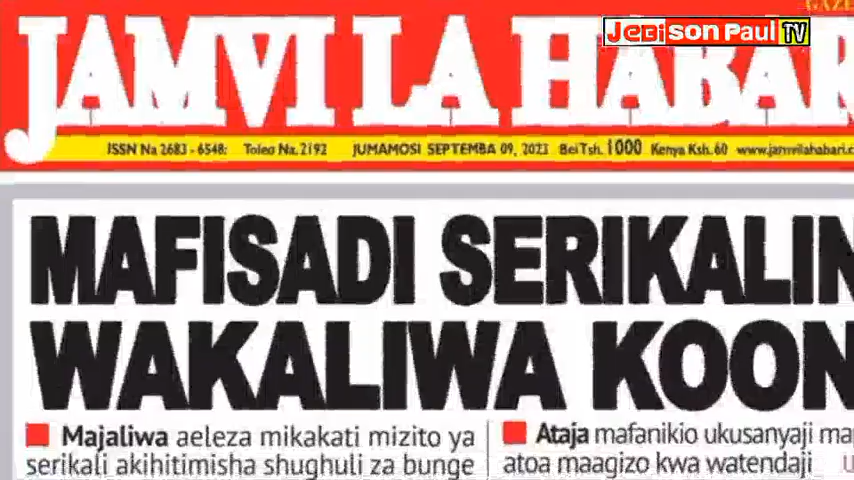 GAZE
Jebison Paul TV
JAMVI LA HABAR
ISSN Na 2683 - 6548: Toleo Na. 2192 JUMAMOSI SEPTEMBA 09, 2023 Bei Tsh. 1000 Kenya Ksh. 60 www.jamvilahabari.c
MAFISADI SERIKALIN
WAKALIWA KOON
Majaliwa aeleza mikakati mizito ya
serikali akihitimisha shughuli za bunge
Ataja mafanikio ukusanyaji ma
atoa maagizo kwa watendaji